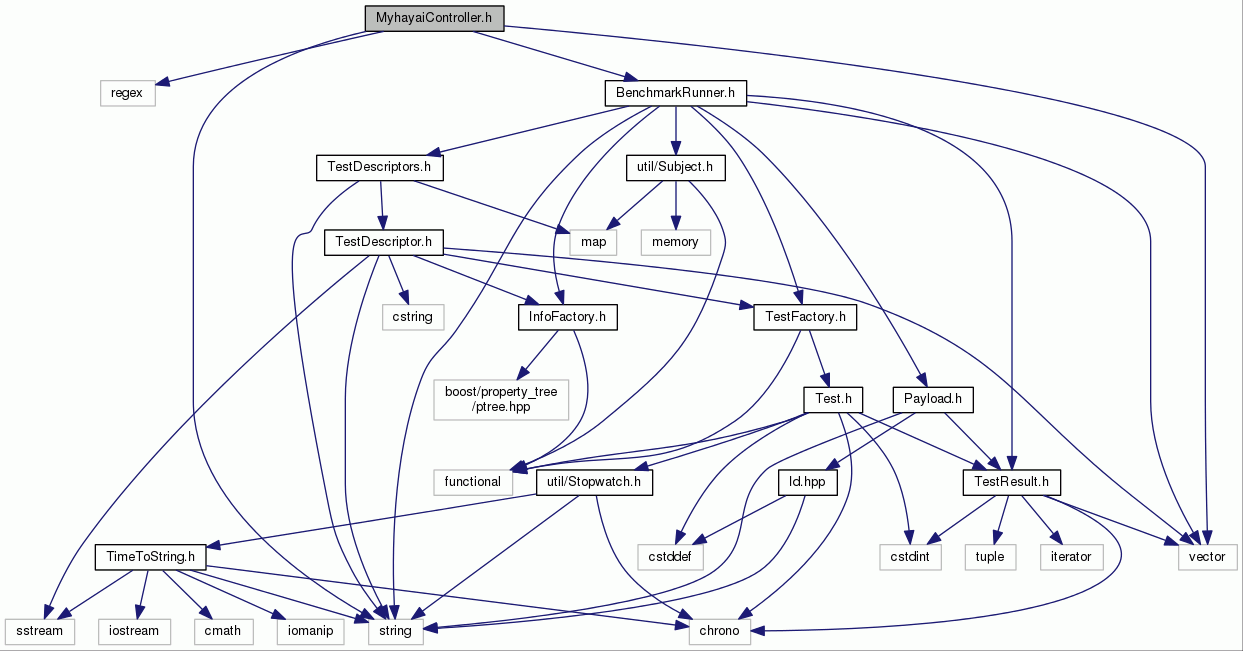 MyhayaiController.h
regex
BenchmarkRunner.h
TestDescriptors.h
util/Subject.h
TestDescriptor.h
map
memory
cstring
InfoFactory.h
TestFactory.h
boost/property_tree
/ptree.hpp
Test.h
Payload.h
functional
util/Stopwatch.h
Id.hpp
TestResult.h
TimeToString.h
cstddef
cstdint
tuple
iterator
vector
sstream
iostream
cmath
iomanip
string
chrono